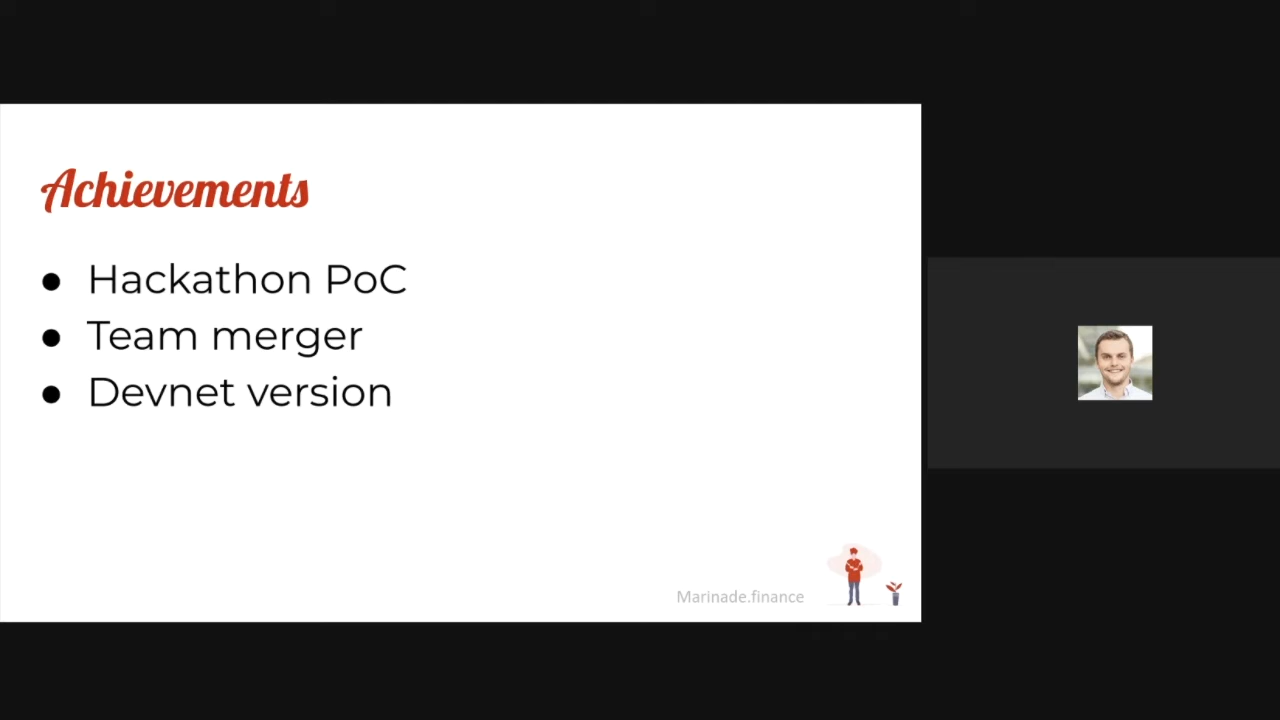 Achievements
● Hackathon PoC
● Team merger
● Devnet version
Marinade.finance